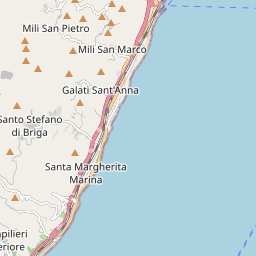 Mili San Pietro
Mili San Marco
Galati Sant'Anna
Santo Stefano
di Briga
Santa Margherita
Marina